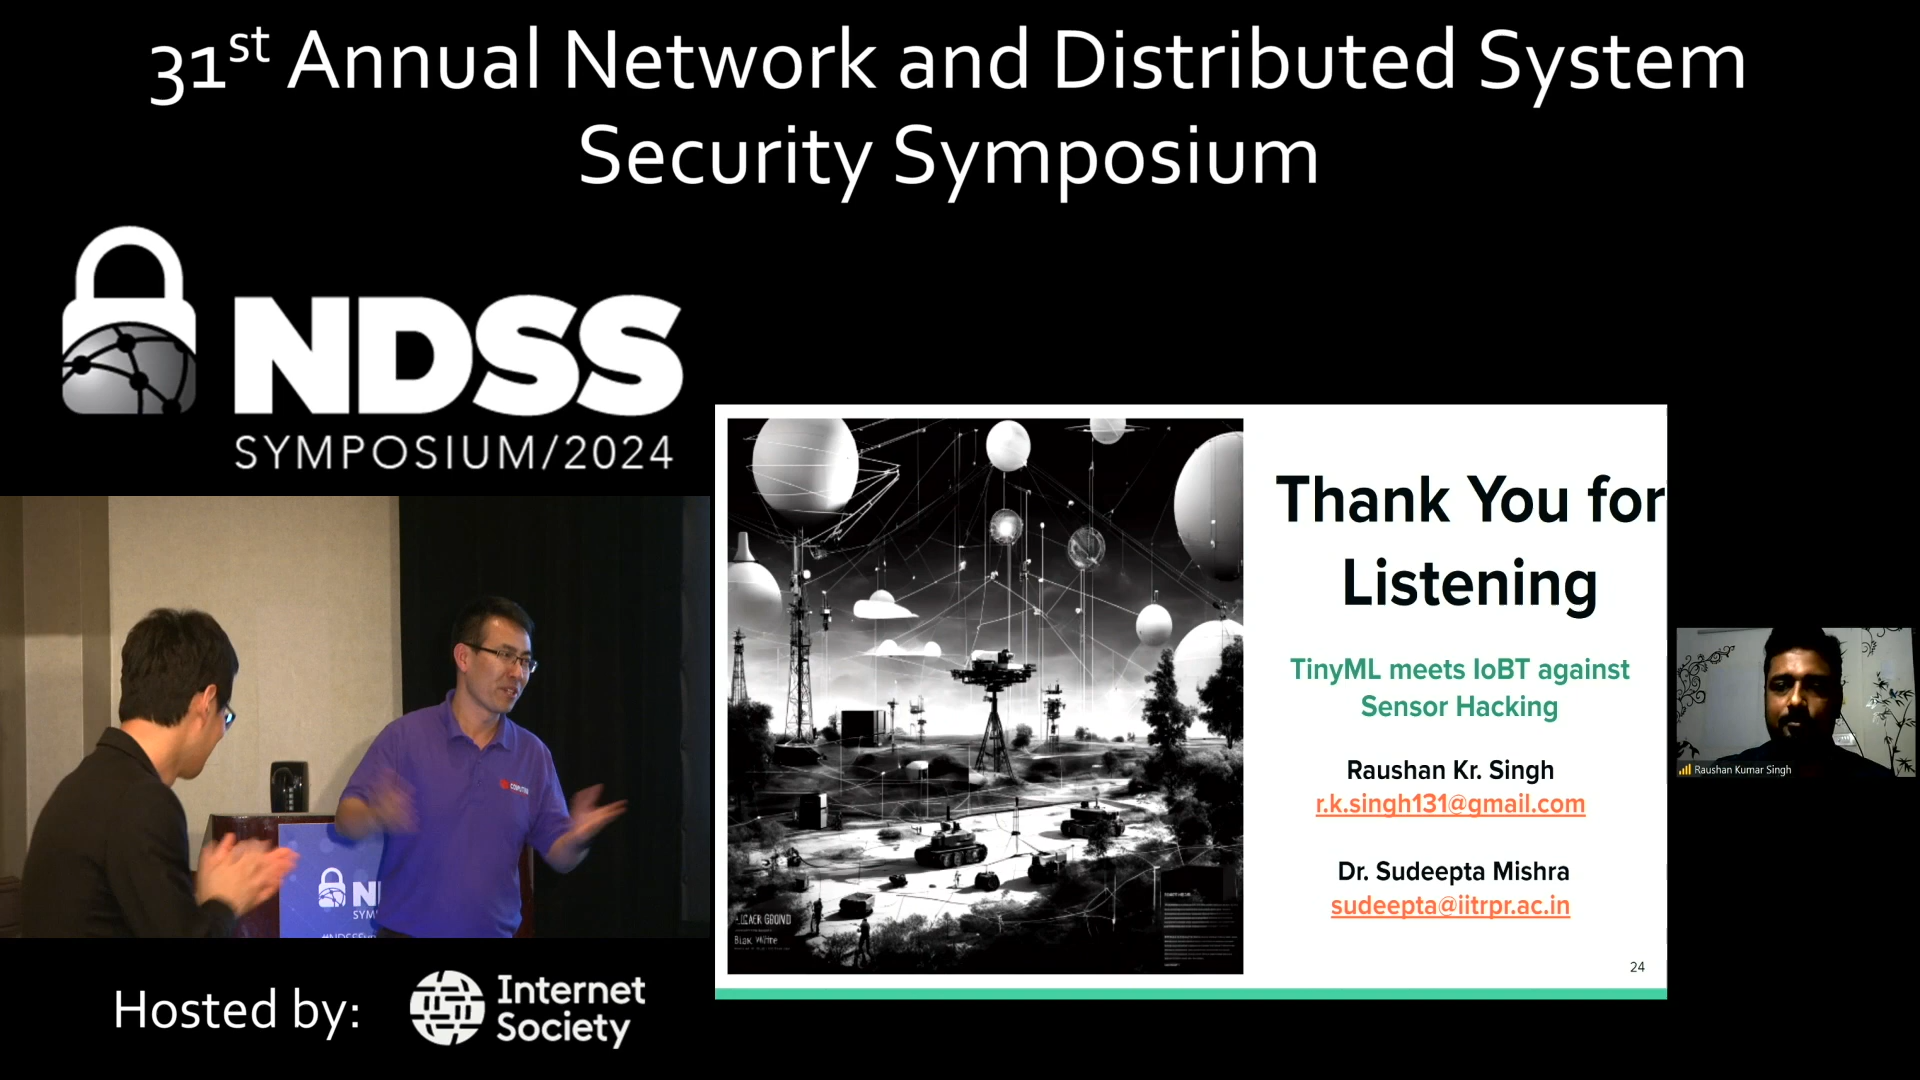 31st Annual Network and Distributed System
Security Symposium
NDSS
SYMPOSIUM/2024
Thank You for
Listening
TinyML meets IoBT against
Sensor Hacking
Raushan Kr. Singh
r.k.singh131@gmail.com
Dr. Sudeepta Mishra
sudeepta@iitrpr.ac.in
24
Raushan Kumar Singh
Hosted by:
Internet
Society